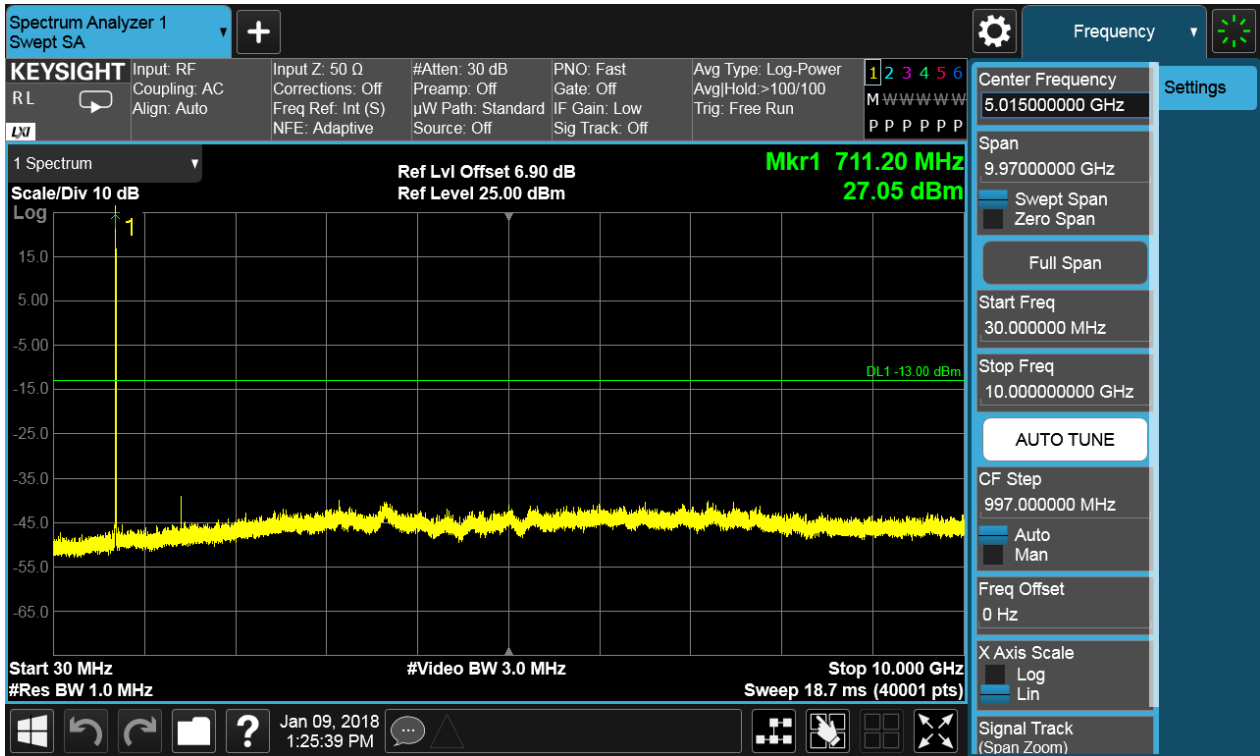 Spectrum Analyzer 1
Swept SA
Frequency
KEYSIGHT
RL
LXI
Input: RF
Coupling: AC
Align: Auto
Input Z: 50 Ω
Corrections: Off
Freq Ref: Int (S)
NFE: Adaptive
#Atten: 30 dB
Preamp: Off
µW Path: Standard
Source: Off
PNO: Fast
Gate: Off
IF Gain: Low
Sig Track: Off
Avg Type: Log-Power
Avg|Hold:>100/100
Trig: Free Run
1 2 3 4 5 6
M W W W W W
P P P P P P
1 Spectrum
Scale/Div 10 dB
Log
Ref Lvl Offset 6.90 dB
Ref Level 25.00 dBm
Mkr1 711.20 MHz
27.05 dBm
1
15.0
5.00
-5.00
DL1 -13.00 dBm
-15.0
-25.0
-35.0
-45.0
-55.0
-65.0
Start 30 MHz
#Video BW 3.0 MHz
Stop 10.000 GHz
#Res BW 1.0 MHz
Sweep 18.7 ms (40001 pts)
Center Frequency
5.015000000 GHz
Settings
Span
9.97000000 GHz
Swept Span
Zero Span
Full Span
Start Freq
30.000000 MHz
Stop Freq
10.000000000 GHz
AUTO TUNE
CF Step
997.000000 MHz
Auto
Man
Freq Offset
0 Hz
X Axis Scale
Log
Lin
Signal Track
(Span Zoom)
?
Jan 09, 2018
1:25:39 PM